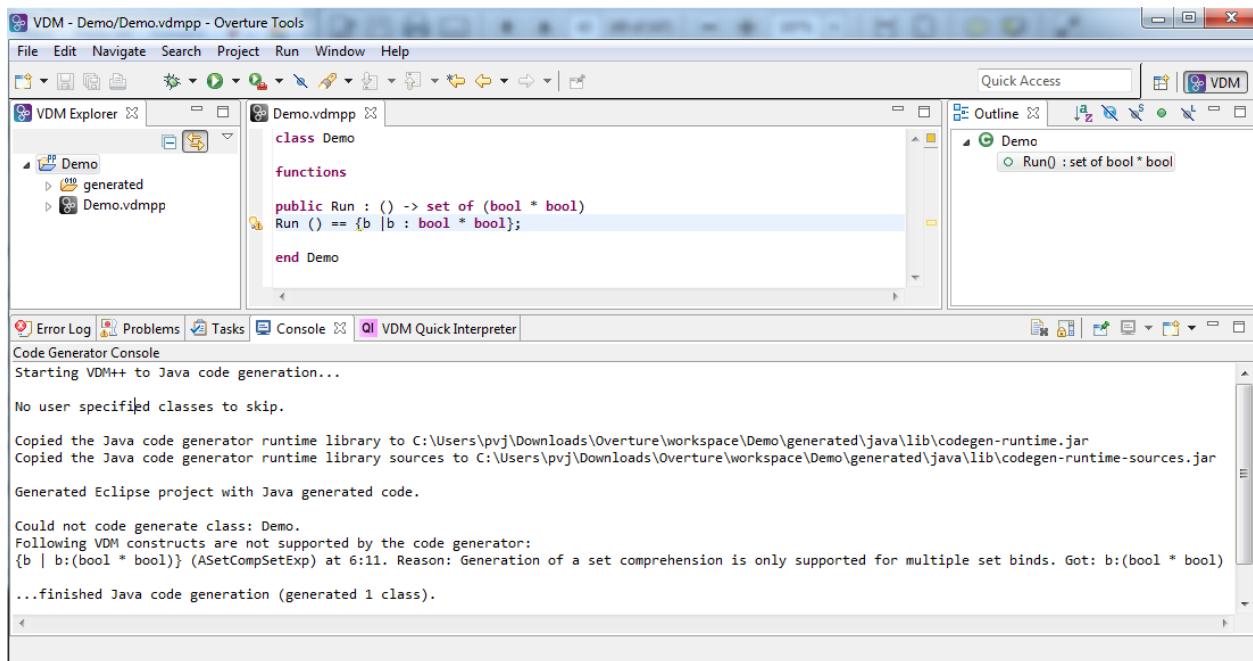 VDM - Demo/Demo.vdmpp - Overture Tools
File Edit Navigate Search Project Run Window Help
Quick Access
VDM
VDM Explorer
Demo
generated
Demo.vdmpp
Demo.vdmpp
class Demo
functions
public Run : () -> set of (bool * bool)
Run () == {b |b : bool * bool};
end Demo
Outline
Demo
Run() : set of bool * bool
Error Log Problems Tasks Console QI VDM Quick Interpreter
Code Generator Console
Starting VDM++ to Java code generation...
No user specified classes to skip.
Copied the Java code generator runtime library to C:\Users\pvj\Downloads\Overture\workspace\Demo\generated\java\lib\codegen-runtime.jar
Copied the Java code generator runtime library sources to C:\Users\pvj\Downloads\Overture\workspace\Demo\generated\java\lib\codegen-runtime-sources.jar
Generated Eclipse project with Java generated code.
Could not code generate class: Demo.
Following VDM constructs are not supported by the code generator:
{b | b:(bool * bool)} (ASetCompSetExp) at 6:11. Reason: Generation of a set comprehension is only supported for multiple set binds. Got: b:(bool * bool)
...finished Java code generation (generated 1 class).